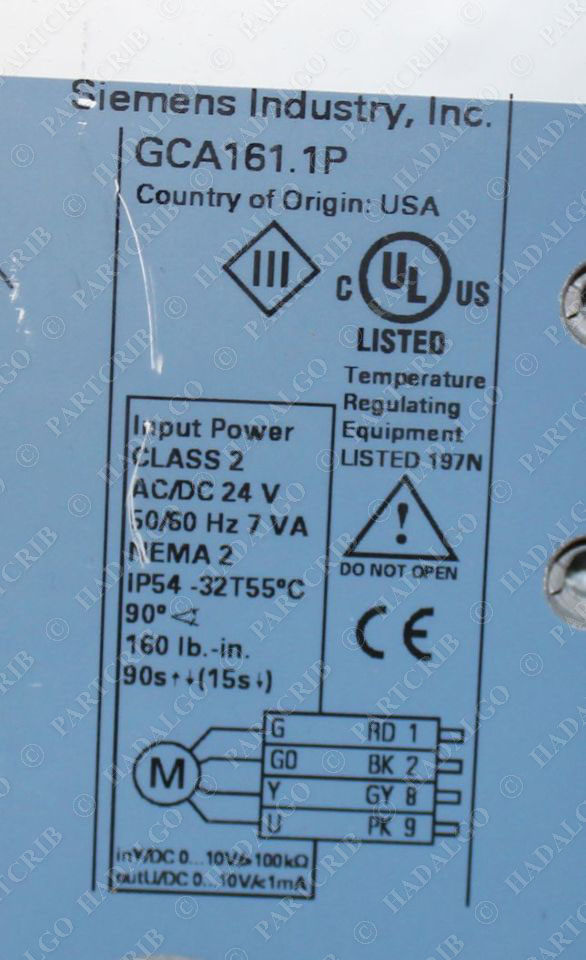 Siemens Industry, Inc.
GCA161.1P
Country of Origin: USA
III
C UL US
LISTED
Temperature
Regulating
Equipment
LISTED 197N
Input Power
CLASS 2
AC/DC 24 V
50/60 Hz 7 VA
NEMA 2
IP54 -32T55°C
90° ∢
160 lb.-in.
90s↑↓(15s↓)
!
DO NOT OPEN
CE
M
G RD 1
G0 BK 2
Y GY 8
U PK 9
inY/DC 0...10V/>100kΩ
outU/DC 0...10V/<1mA
© PARTCRIB
© HADALGO